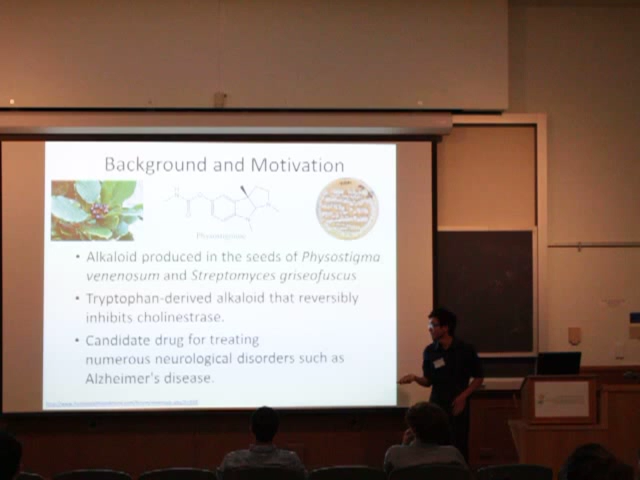 Background and Motivation
Physostigmine
• Alkaloid produced in the seeds of Physostigma
venenosum and Streptomyces griseofuscus
• Tryptophan-derived alkaloid that reversibly
inhibits cholinestrase.
• Candidate drug for treating
numerous neurological disorders such as
Alzheimer's disease.